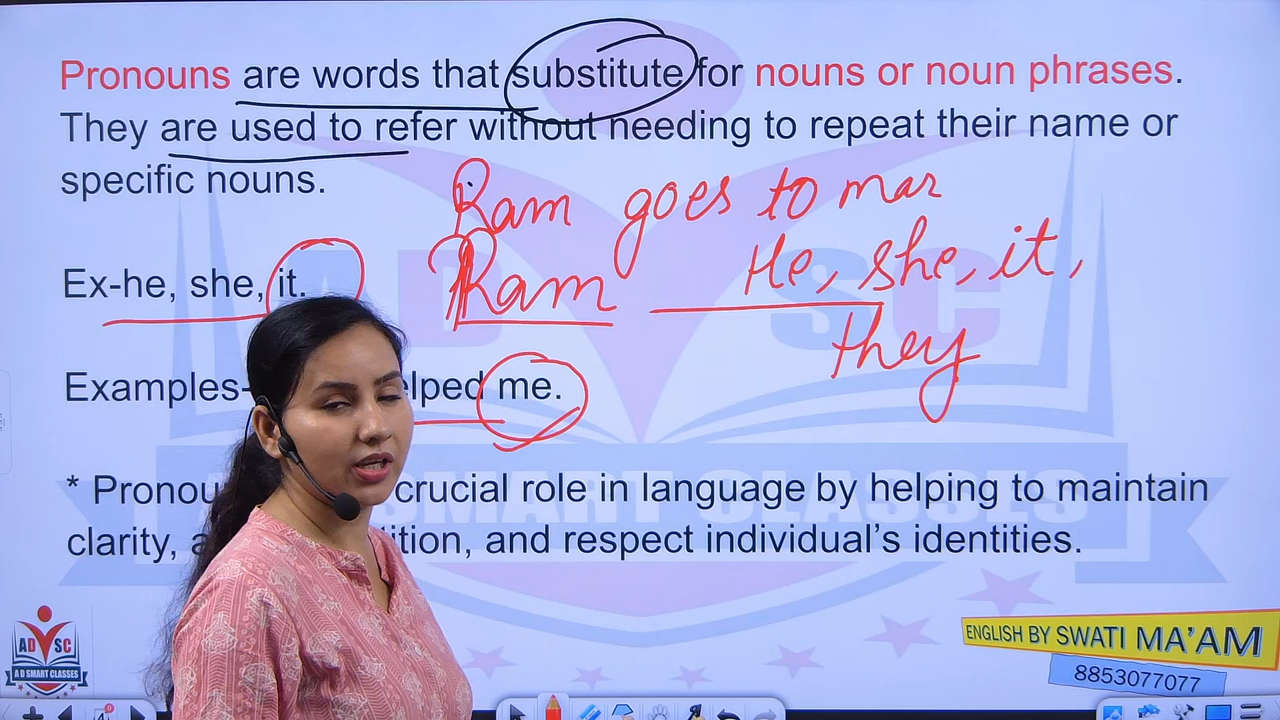 Pronouns are words that substitute for nouns or noun phrases.
They are used to refer without needing to repeat their name or
specific nouns.
Ram goes to mar
Ex-he, she, it.
Ram
He, she, it,
they
Examples- elped me.
* Pronou crucial role in language by helping to maintain
clarity, a ition, and respect individual's identities.
AD SC
A D SMART CLASSES
AD SC
SMART CLASSES
ENGLISH BY SWATI MA'AM
8853077077